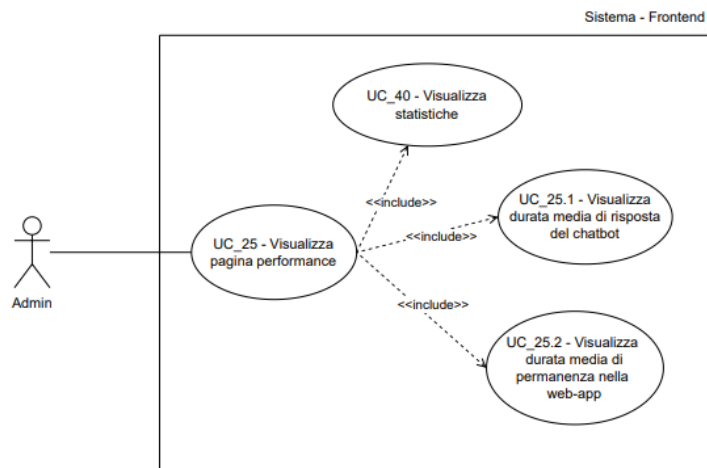 Sistema - Frontend
UC_40 - Visualizza
statistiche
<<include>>
UC_25.1 - Visualizza
durata media di risposta
del chatbot
<<include>>
UC_25 - Visualizza
pagina performance
Admin
<<include>>
UC_25.2 - Visualizza
durata media di
permanenza nella
web-app